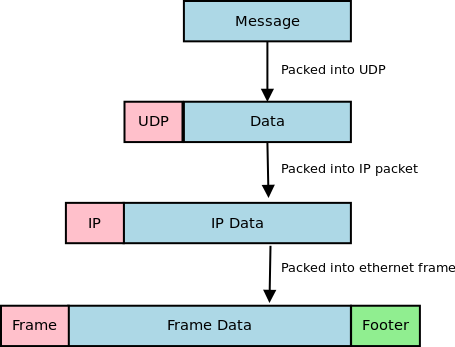 Message
Packed into UDP
UDP Data
Packed into IP packet
IP IP Data
Packed into ethernet frame
Frame Frame Data Footer